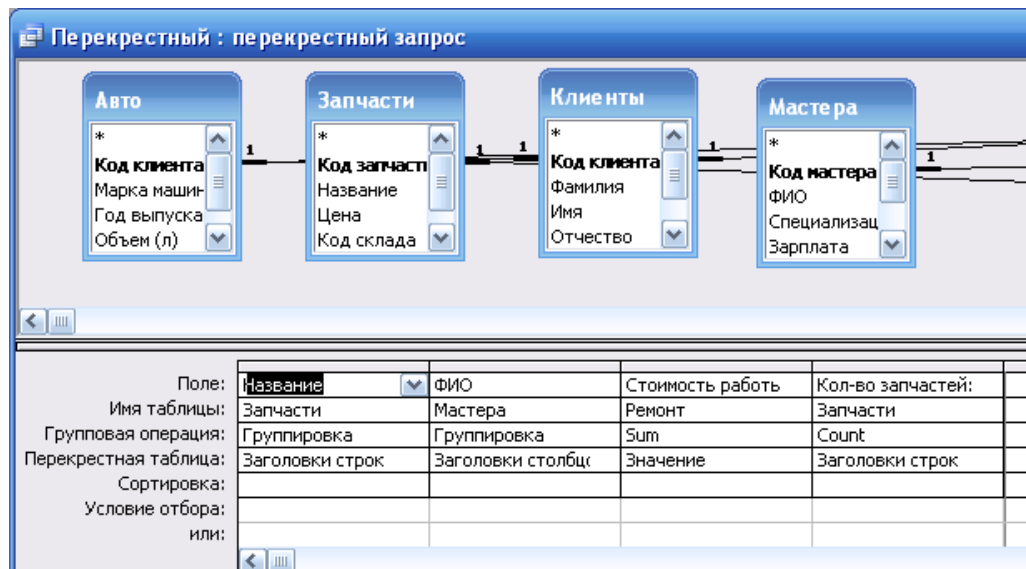 Перекрестный : перекрестный запрос
Авто
*
Код клиента
Марка машин
Год выпуска
Объем (л)
1
Запчасти
*
Код запчаст
Название
Цена
Код склада
1
1
Клиенты
*
Код клиента
Фамилия
Имя
Отчество
1
Мастера
*
Код мастера
ФИО
Специализац
Зарплата
1
Поле: Название ФИО Стоимость работь Кол-во запчастей:
Имя таблицы: Запчасти Мастера Ремонт Запчасти
Групповая операция: Группировка Группировка Sum Count
Перекрестная таблица: Заголовки строк Заголовки столбцо Значение Заголовки строк
Сортировка:
Условие отбора:
или: